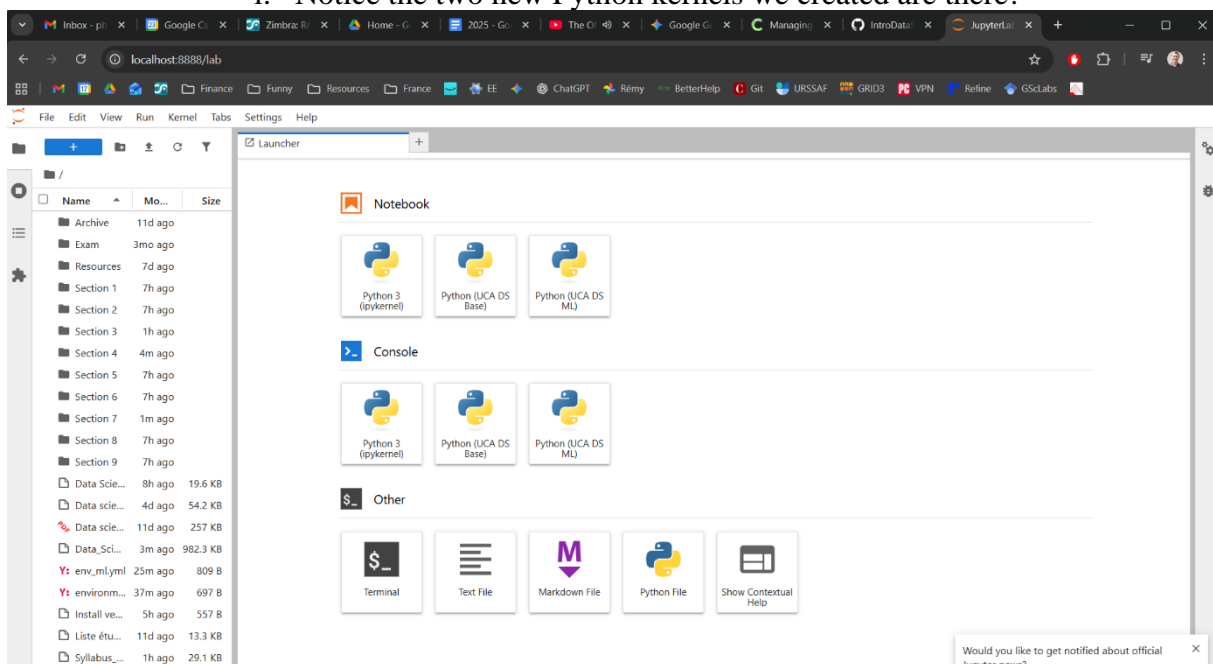 Notice the two new Python kernels we created are there?
Inbox - pb
Google Ca
Zimbra: Re
Home - G
2025 - Go
The Of
Google Ge
Managing
IntroData
JupyterLab
localhost:8888/lab
Finance
Funny
Resources
France
EE
ChatGPT
Rémy
BetterHelp
Git
URSSAF
GRID3
VPN
Refine
GScLabs
File Edit View Run Kernel Tabs Settings Help
Launcher
/
Name Mo... Size
Archive 11d ago
Exam 3mo ago
Resources 7d ago
Section 1 7h ago
Section 2 7h ago
Section 3 1h ago
Section 4 4m ago
Section 5 7h ago
Section 6 7h ago
Section 7 1m ago
Section 8 7h ago
Section 9 7h ago
Data Scie... 8h ago 19.6 KB
Data scie... 4d ago 54.2 KB
Data scie... 11d ago 257 KB
Data_Sci... 3m ago 982.3 KB
Y: env_ml.yml 25m ago 809 B
Y: environm... 37m ago 697 B
Install ve... 5h ago 557 B
Liste étu... 11d ago 13.3 KB
Syllabus_... 1h ago 29.1 KB
Notebook
Python 3
(ipykernel)
Python (UCA DS
Base)
Python (UCA DS
ML)
Console
Python 3
(ipykernel)
Python (UCA DS
Base)
Python (UCA DS
ML)
$_ Other
$_
Terminal
Text File
M
Markdown File
Python File
Show Contextual
Help
Would you like to get notified about official
Jupyter news?